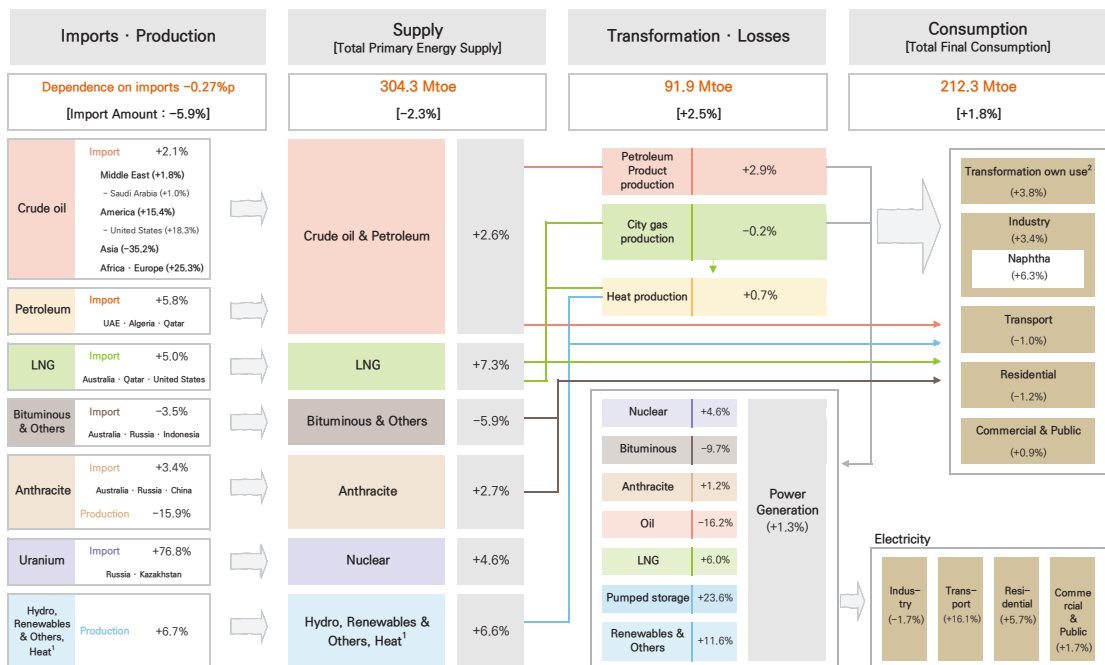 Imports · Production
Supply
[Total Primary Energy Supply]
Transformation · Losses
Consumption
[Total Final Consumption]
Dependence on imports −0.27%p
[Import Amount : −5.9%]
304.3 Mtoe
[−2.3%]
91.9 Mtoe
[+2.5%]
212.3 Mtoe
[+1.8%]
Crude oil
Import +2.1%
Middle East (+1.8%)
− Saudi Arabia (+1.0%)
America (+15.4%)
− United States (+18.3%)
Asia (−35.2%)
Africa · Europe (+25.3%)
Petroleum
Import +5.8%
UAE · Algeria · Qatar
LNG
Import +5.0%
Australia · Qatar · United States
Bituminous
& Others
Import −3.5%
Australia · Russia · Indonesia
Anthracite
Import +3.4%
Australia · Russia · China
Production −15.9%
Uranium
Import +76.8%
Russia · Kazakhstan
Hydro,
Renewables
& Others,
Heat¹
Production +6.7%
Crude oil & Petroleum +2.6%
LNG +7.3%
Bituminous & Others −5.9%
Anthracite +2.7%
Nuclear +4.6%
Hydro, Renewables &
Others, Heat¹
+6.6%
Petroleum
Product
production
+2.9%
City gas
production
−0.2%
Heat production +0.7%
Nuclear +4.6%
Bituminous −9.7%
Anthracite +1.2%
Oil −16.2%
LNG +6.0%
Pumped storage +23.6%
Renewables &
Others
+11.6%
Power
Generation
(+1.3%)
Transformation own use²
(+3.8%)
Industry
(+3.4%)
Naphtha
(+6.3%)
Transport
(−1.0%)
Residential
(−1.2%)
Commercial & Public
(+0.9%)
Electricity
Indus-
try
(−1.7%)
Trans-
port
(+16.1%)
Resi-
dential
(+5.7%)
Comme
rcial
&
Public
(+1.7%)